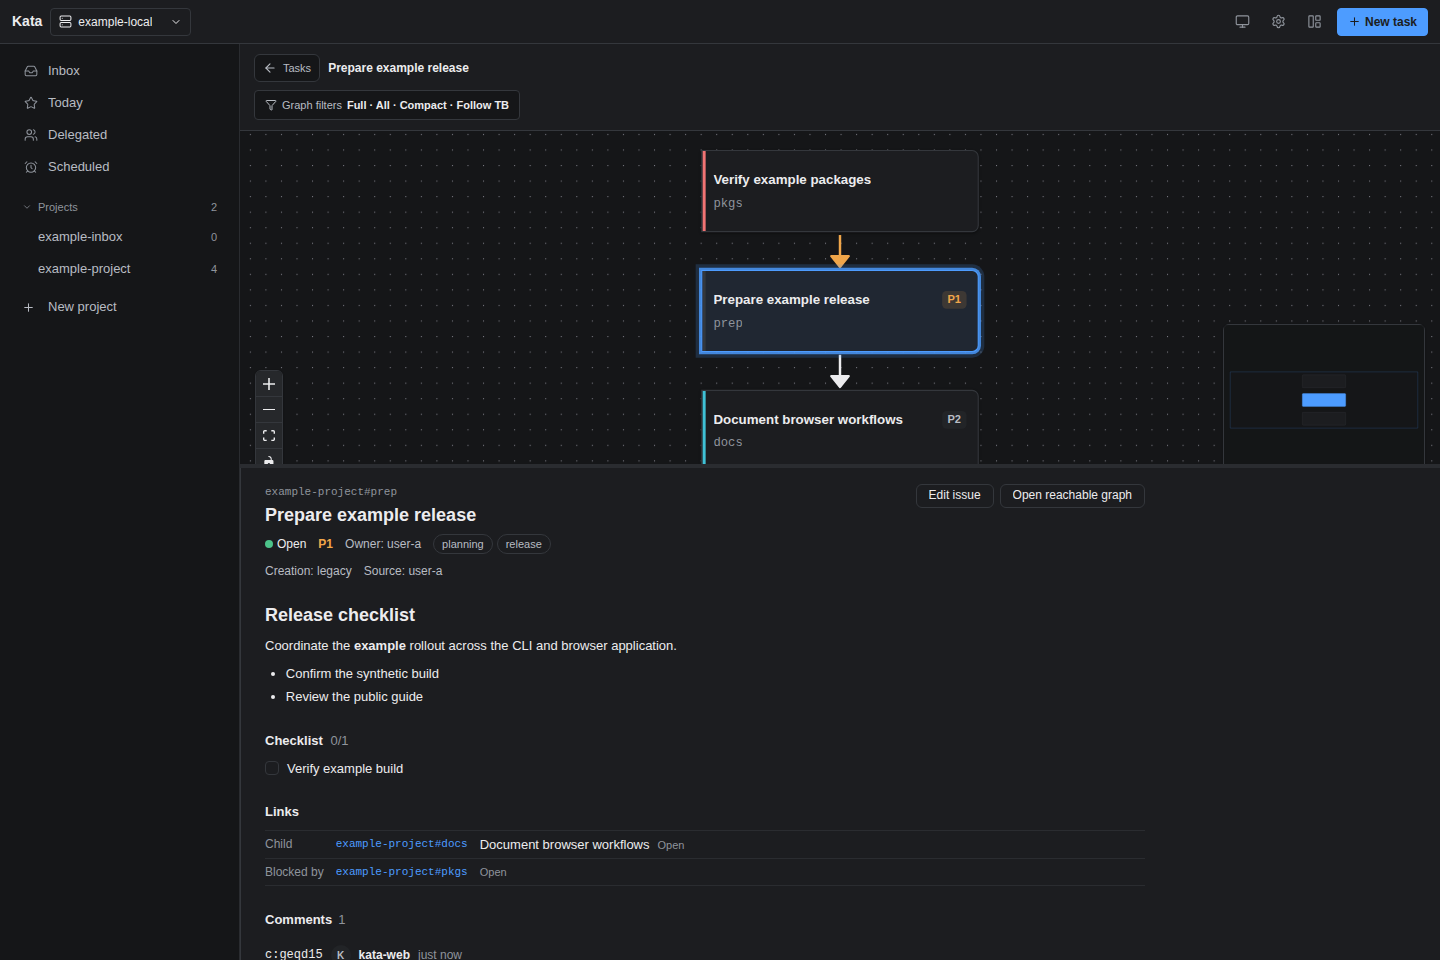 Kata
example-local
New task
Inbox
Today
Delegated
Scheduled
Projects 2
example-inbox 0
example-project 4
New project
Tasks Prepare example release
Graph filters Full · All · Compact · Follow TB
Verify example packages
pkgs
Prepare example release P1
prep
Document browser workflows P2
docs
example-project#prep
Edit issue Open reachable graph
Prepare example release
Open P1 Owner: user-a planning release
Creation: legacy Source: user-a
Release checklist
Coordinate the example rollout across the CLI and browser application.
• Confirm the synthetic build
• Review the public guide
Checklist 0/1
Verify example build
Links
Child example-project#docs Document browser workflows Open
Blocked by example-project#pkgs Open
Comments 1
c:geqd15 K kata-web just now